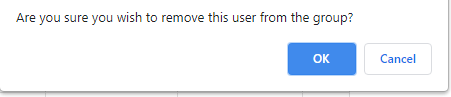 Are you sure you wish to remove this user from the group?
OK Cancel